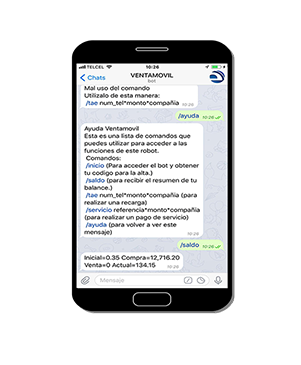 TELCEL
10:26
Chats
VENTAMOVIL
bot
Mal uso del comando
Utilizalo de esta manera:
/tae num_tel*monto*compañia
10:26
/ayuda 10:26
Ayuda Ventamovil
Esta es una lista de comandos que
puedes utilizar para acceder a las
funciones de este robot.
Comandos:
/inicio (Para acceder el bot y obtener
tu código para la alta.)
/saldo (para recibir el resumen de tu
balance.)
/tae num_tel*monto*compañia (para
realizar una recarga)
/servicio referencia*monto*compañia
(para realizar un pago de servicio)
/ayuda (para volver a ver este
mensaje)
10:26
/saldo 10:26
Inicial=0.35 Compra=12,716.20
Venta=0 Actual=134.15
10:26
Mensaje